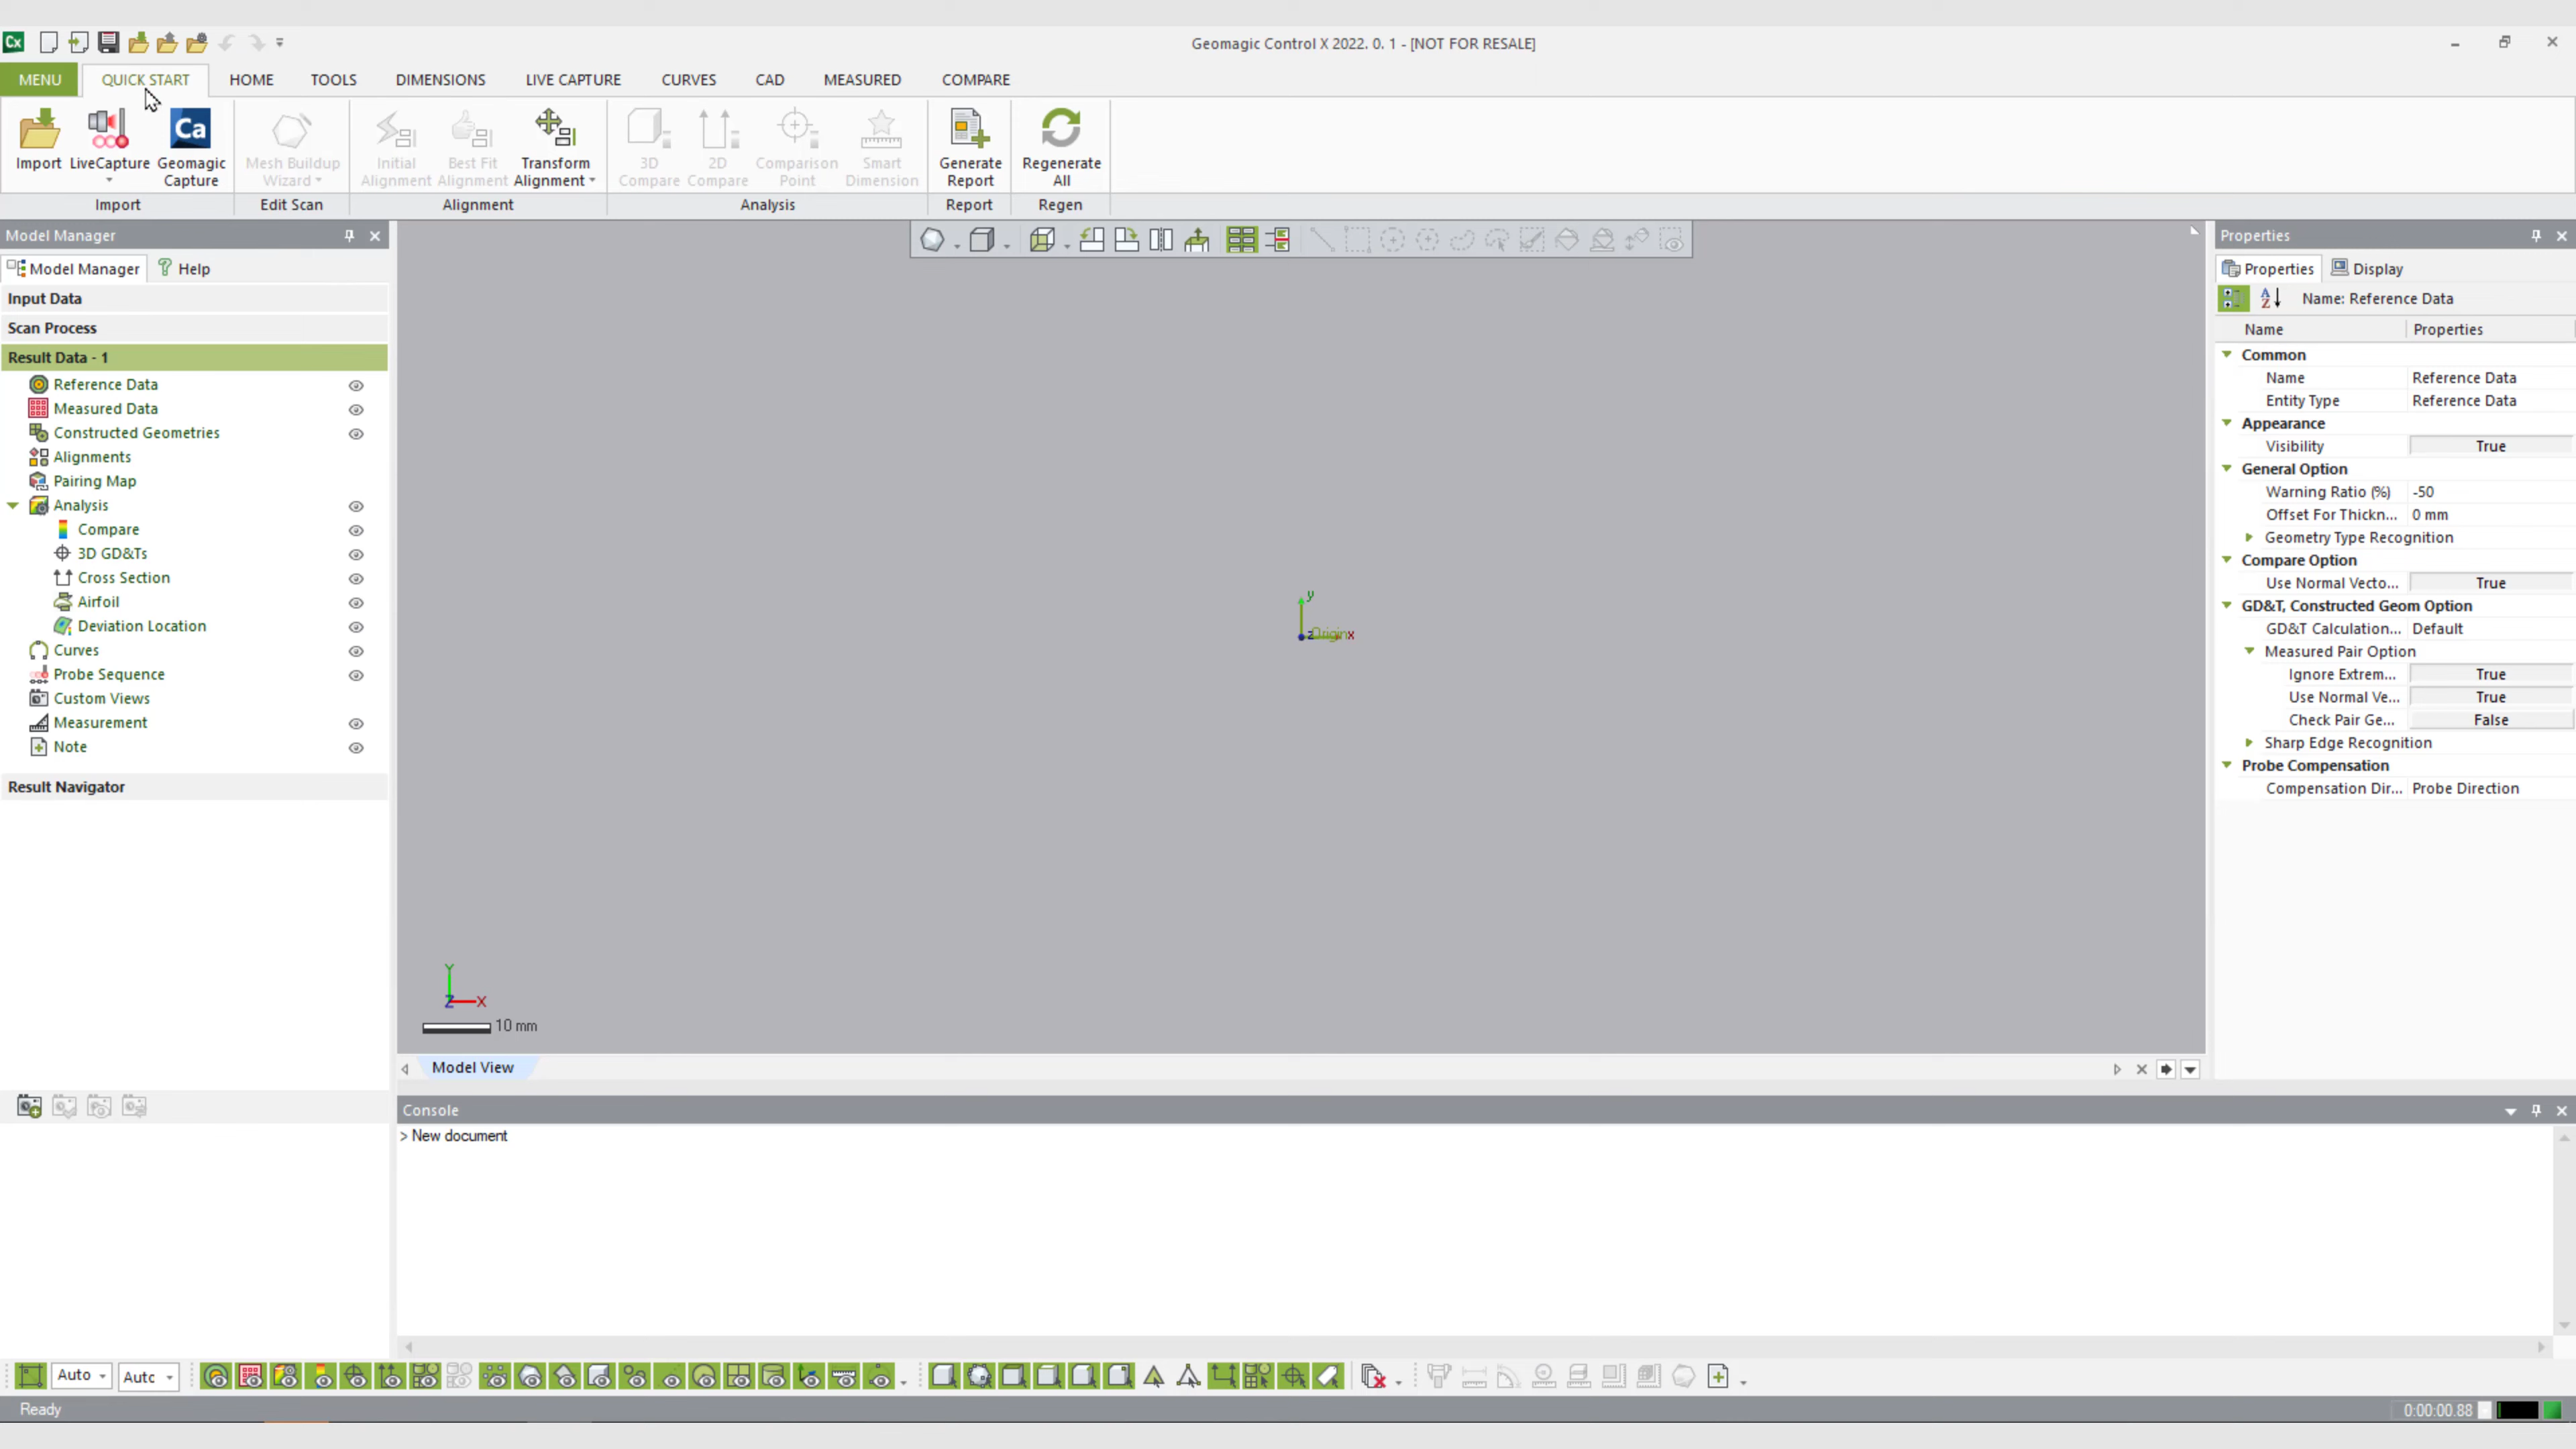 Cx
Geomagic Control X 2022. 0. 1 - [NOT FOR RESALE]
MENU QUICK START HOME TOOLS DIMENSIONS LIVE CAPTURE CURVES CAD MEASURED COMPARE
Ca
Import LiveCapture Geomagic Capture Mesh Buildup Wizard Initial Alignment Best Fit Alignment Transform Alignment 3D Compare 2D Compare Comparison Point Smart Dimension Generate Report Regenerate All
Import Edit Scan Alignment Analysis Report Regen
Model Manager
Model Manager Help
Input Data
Scan Process
Result Data - 1
Reference Data
Measured Data
Constructed Geometries
Alignments
Pairing Map
Analysis
Compare
3D GD&Ts
Cross Section
Airfoil
Deviation Location
Curves
Probe Sequence
Custom Views
Measurement
Note
Result Navigator
y
z Origin x
Y
Z X
10 mm
Model View
Properties
Properties Display
Name: Reference Data
Name Properties
Common
Name Reference Data
Entity Type Reference Data
Appearance
Visibility True
General Option
Warning Ratio (%) -50
Offset For Thickn... 0 mm
Geometry Type Recognition
Compare Option
Use Normal Vecto... True
GD&T, Constructed Geom Option
GD&T Calculation... Default
Measured Pair Option
Ignore Extrem... True
Use Normal Ve... True
Check Pair Ge... False
Sharp Edge Recognition
Probe Compensation
Compensation Dir... Probe Direction
Console
> New document
Auto Autc
Ready
0:00:00.88